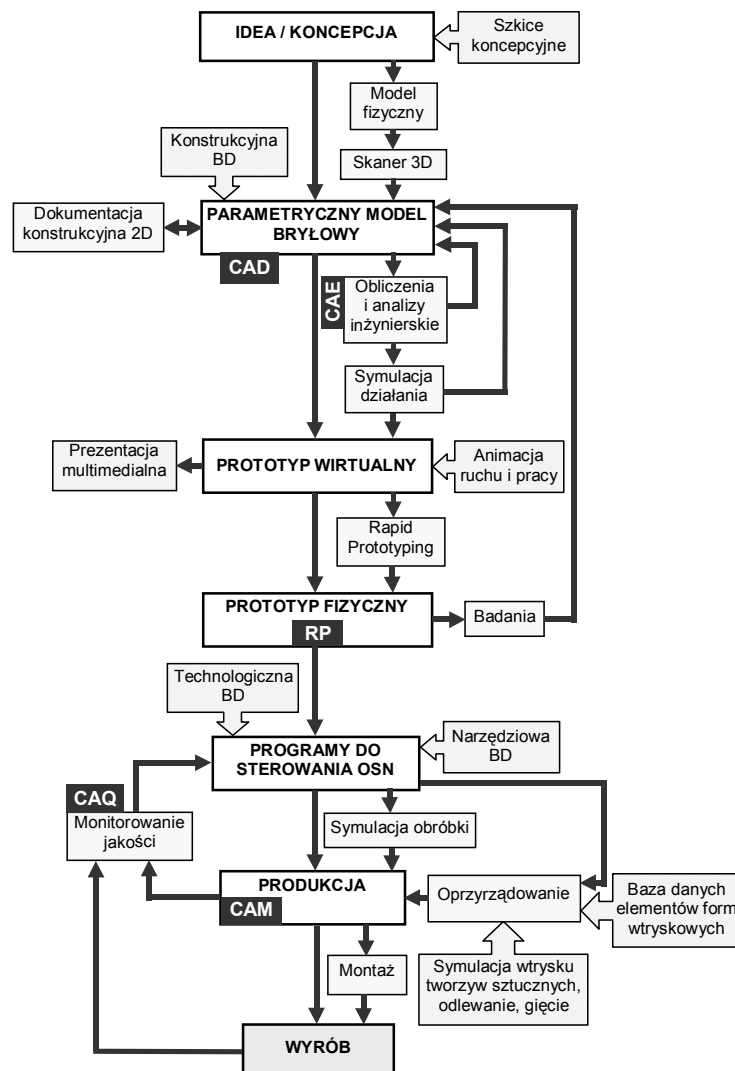 IDEA / KONCEPCJA
Szkice
koncepcyjne
Model
fizyczny
Konstrukcyjna
BD
Skaner 3D
Dokumentacja
konstrukcyjna 2D
PARAMETRYCZNY MODEL
BRYŁOWY
CAD
CAE
Obliczenia
i analizy
inżynierskie
Symulacja
działania
Prezentacja
multimedialna
PROTOTYP WIRTUALNY
Animacja
ruchu i pracy
Rapid
Prototyping
PROTOTYP FIZYCZNY
RP
Badania
Technologiczna
BD
PROGRAMY DO
STEROWANIA OSN
Narzędziowa
BD
CAQ
Monitorowanie
jakości
Symulacja obróbki
PRODUKCJA
CAM
Oprzyrządowanie
Baza danych
elementów form
wtryskowych
Montaż
Symulacja wtrysku
tworzyw sztucznych,
odlewanie, gięcie
WYRÓB